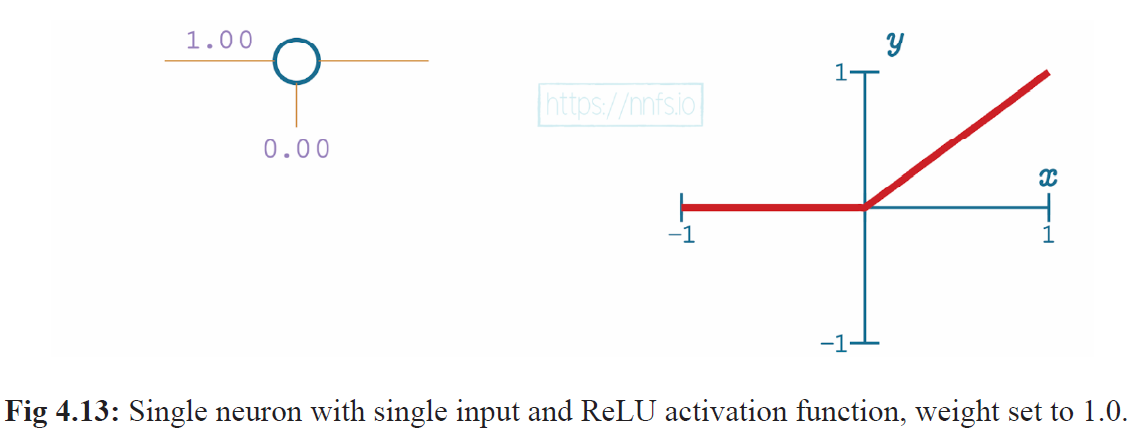 1.00
0.00
https://nnfs.io
y
1
x
−1
1
−1
Fig 4.13: Single neuron with single input and ReLU activation function, weight set to 1.0.